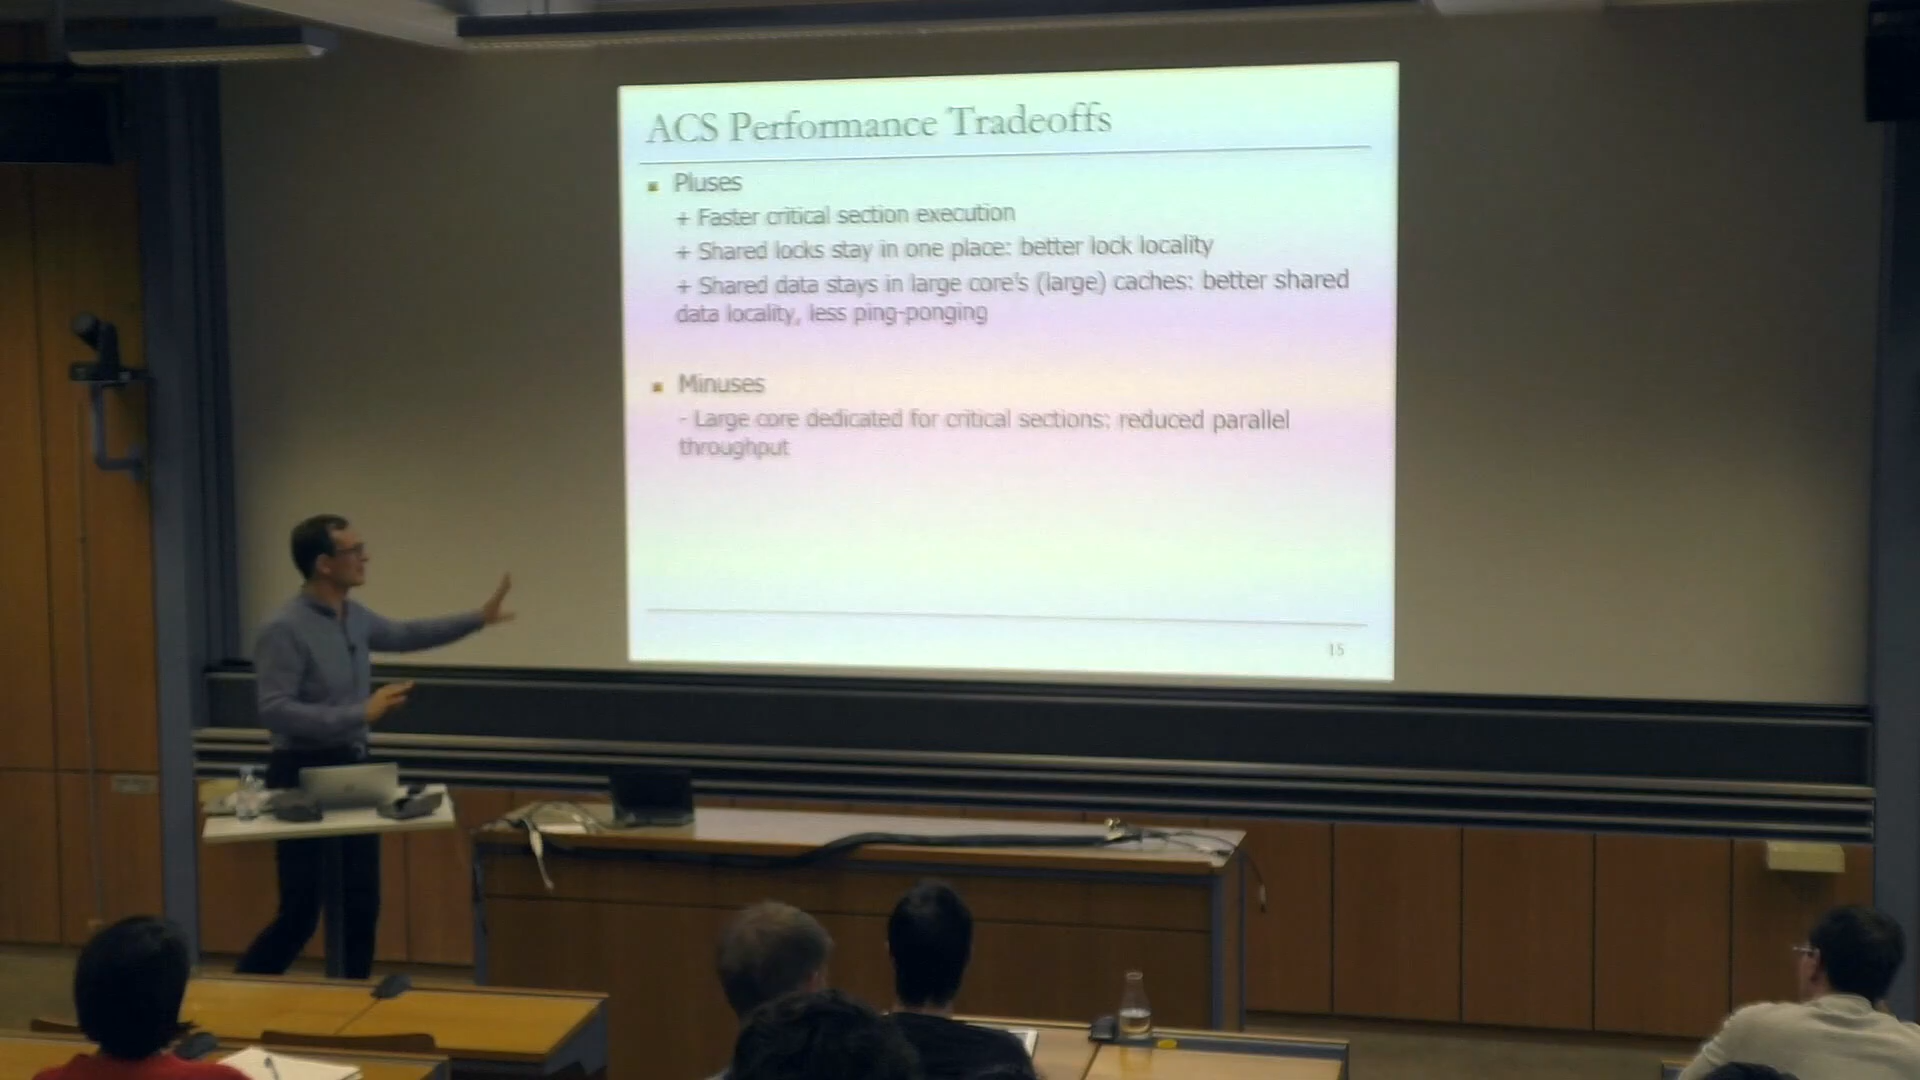 ACS Performance Tradeoffs
▪ Pluses
+ Faster critical section execution
+ Shared locks stay in one place: better lock locality
+ Shared data stays in large core's (large) caches: better shared
data locality, less ping-ponging
▪ Minuses
- Large core dedicated for critical sections: reduced parallel
throughput
15